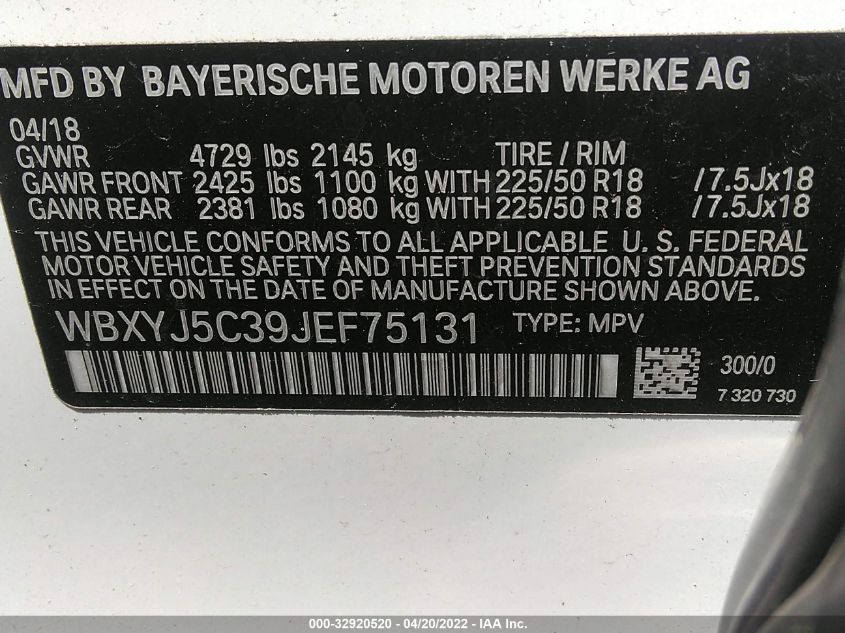 MFD BY BAYERISCHE MOTOREN WERKE AG
04/18
GVWR 4729 lbs 2145 kg TIRE / RIM
GAWR FRONT 2425 lbs 1100 kg WITH 225/50 R18 /7.5Jx18
GAWR REAR 2381 lbs 1080 kg WITH 225/50 R18 /7.5Jx18
THIS VEHICLE CONFORMS TO ALL APPLICABLE U. S. FEDERAL
MOTOR VEHICLE SAFETY AND THEFT PREVENTION STANDARDS
IN EFFECT ON THE DATE OF MANUFACTURE SHOWN ABOVE.
WBXYJ5C39JEF75131 TYPE: MPV
300/0
7 320 730
000-32920520 - 04/20/2022 - IAA Inc.